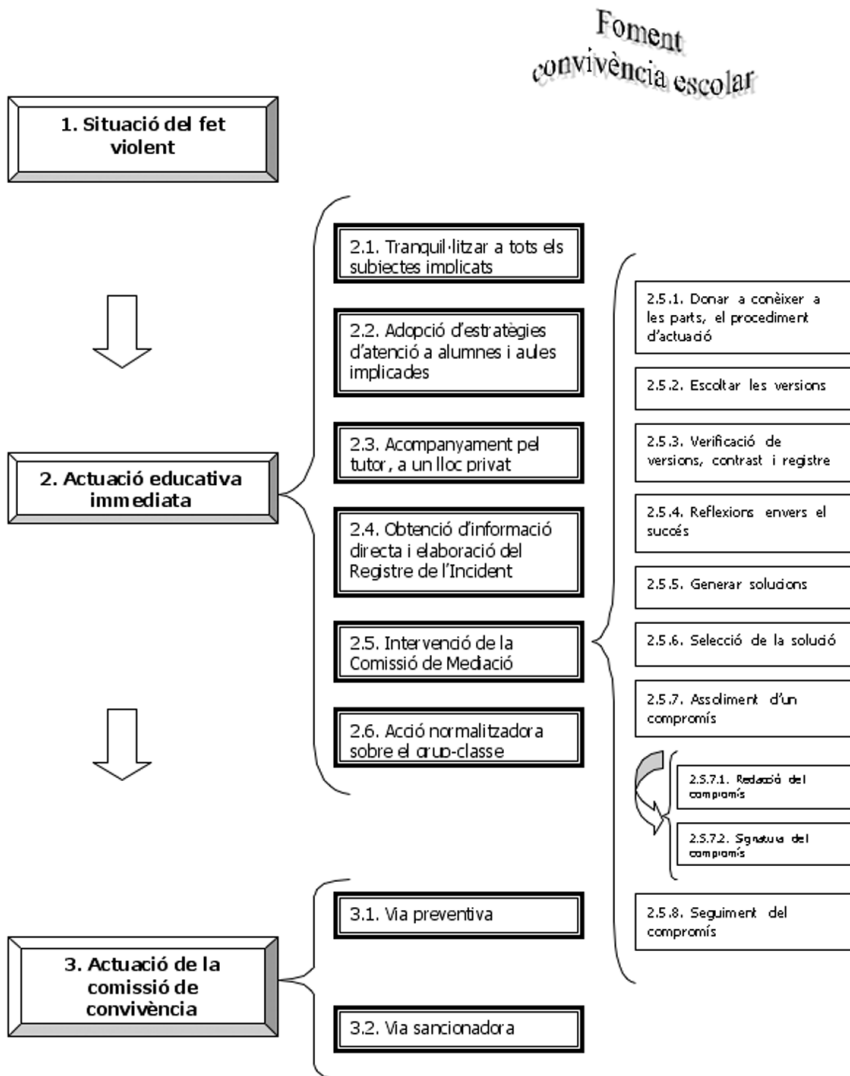 Foment
convivència escolar
1. Situació del fet
violent
2.1. Tranquil·litzar a tots els
subjectes implicats
2.2. Adopció d'estratègies
d'atenció a alumnes i aules
implicades
2.3. Acompanyament pel
tutor, a un lloc privat
2. Actuació educativa
immediata
2.4. Obtenció d'informació
directa i elaboració del
Registre de l'Incident
2.5. Intervenció de la
Comissió de Mediació
2.6. Acció normalitzadora
sobre el grup-classe
2.5.1. Donar a conèixer a
les parts, el procediment
d'actuació
2.5.2. Escoltar les versions
2.5.3. Verificació de
versions, contrast i registre
2.5.4. Reflexions envers el
succés
2.5.5. Generar solucions
2.5.6. Selecció de la solució
2.5.7. Assoliment d'un
compromís
2.5.7.1. Redacció del
compromís
2.5.7.2. Signatura del
compromís
2.5.8. Seguiment del
compromís
3. Actuació de la
comissió de
convivència
3.1. Via preventiva
3.2. Via sancionadora